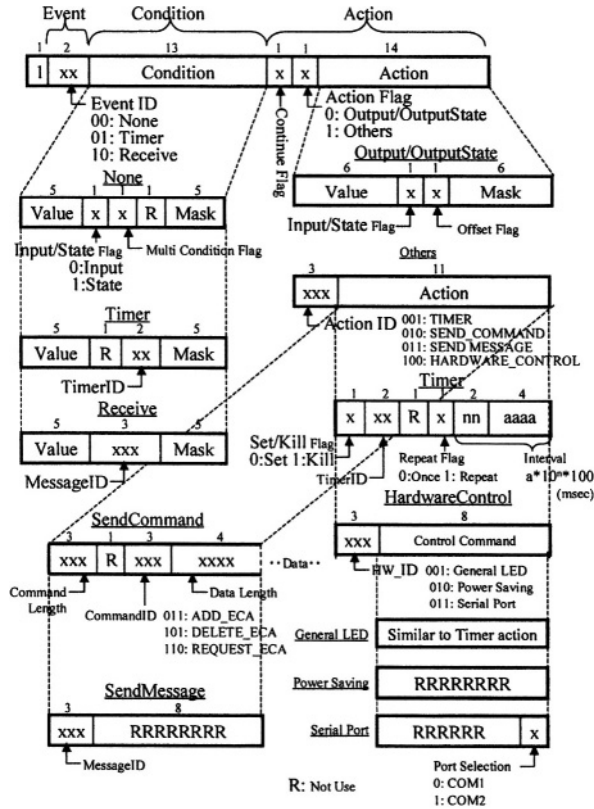 Event Condition Action
1 2 13 1 1 14
1 xx Condition x x Action
Event ID
00: None
01: Timer
10: Receive
Continue Flag
Action Flag
0: Output/OutputState
1: Others
Output/OutputState
6 1 1 6
Value x x Mask
Input/State Flag Offset Flag
None
5 1 1 1 5
Value x x R Mask
Input/State Flag Multi Condition Flag
0:Input
1:State
Others
3 11
xxx Action
Action ID 001: TIMER
010: SEND_COMMAND
011: SEND MESSAGE
100: HARDWARE_CONTROL
Timer
5 1 2 5
Value R xx Mask
TimerID
Timer
1 2 1 1 2 4
x xx R x nn aaaa
Set/Kill Flag
0:Set 1:Kill
TimerID
Repeat Flag
0:Once 1: Repeat
Interval
a*10ⁿ*100
(msec)
Receive
5 3 5
Value xxx Mask
MessageID
HardwareControl
3 8
xxx Control Command
HW_ID 001: General LED
010: Power Saving
011: Serial Port
SendCommand
3 1 3 4
xxx R xxx xxxx ··Data··
Command Length
Data Length
CommandID 011: ADD_ECA
101: DELETE_ECA
110: REQUEST_ECA
General LED Similar to Timer action
Power Saving RRRRRRRR
SendMessage
3 8
xxx RRRRRRRR
MessageID
Serial Port RRRRRR x
Port Selection
0: COM1
1: COM2
R: Not Use